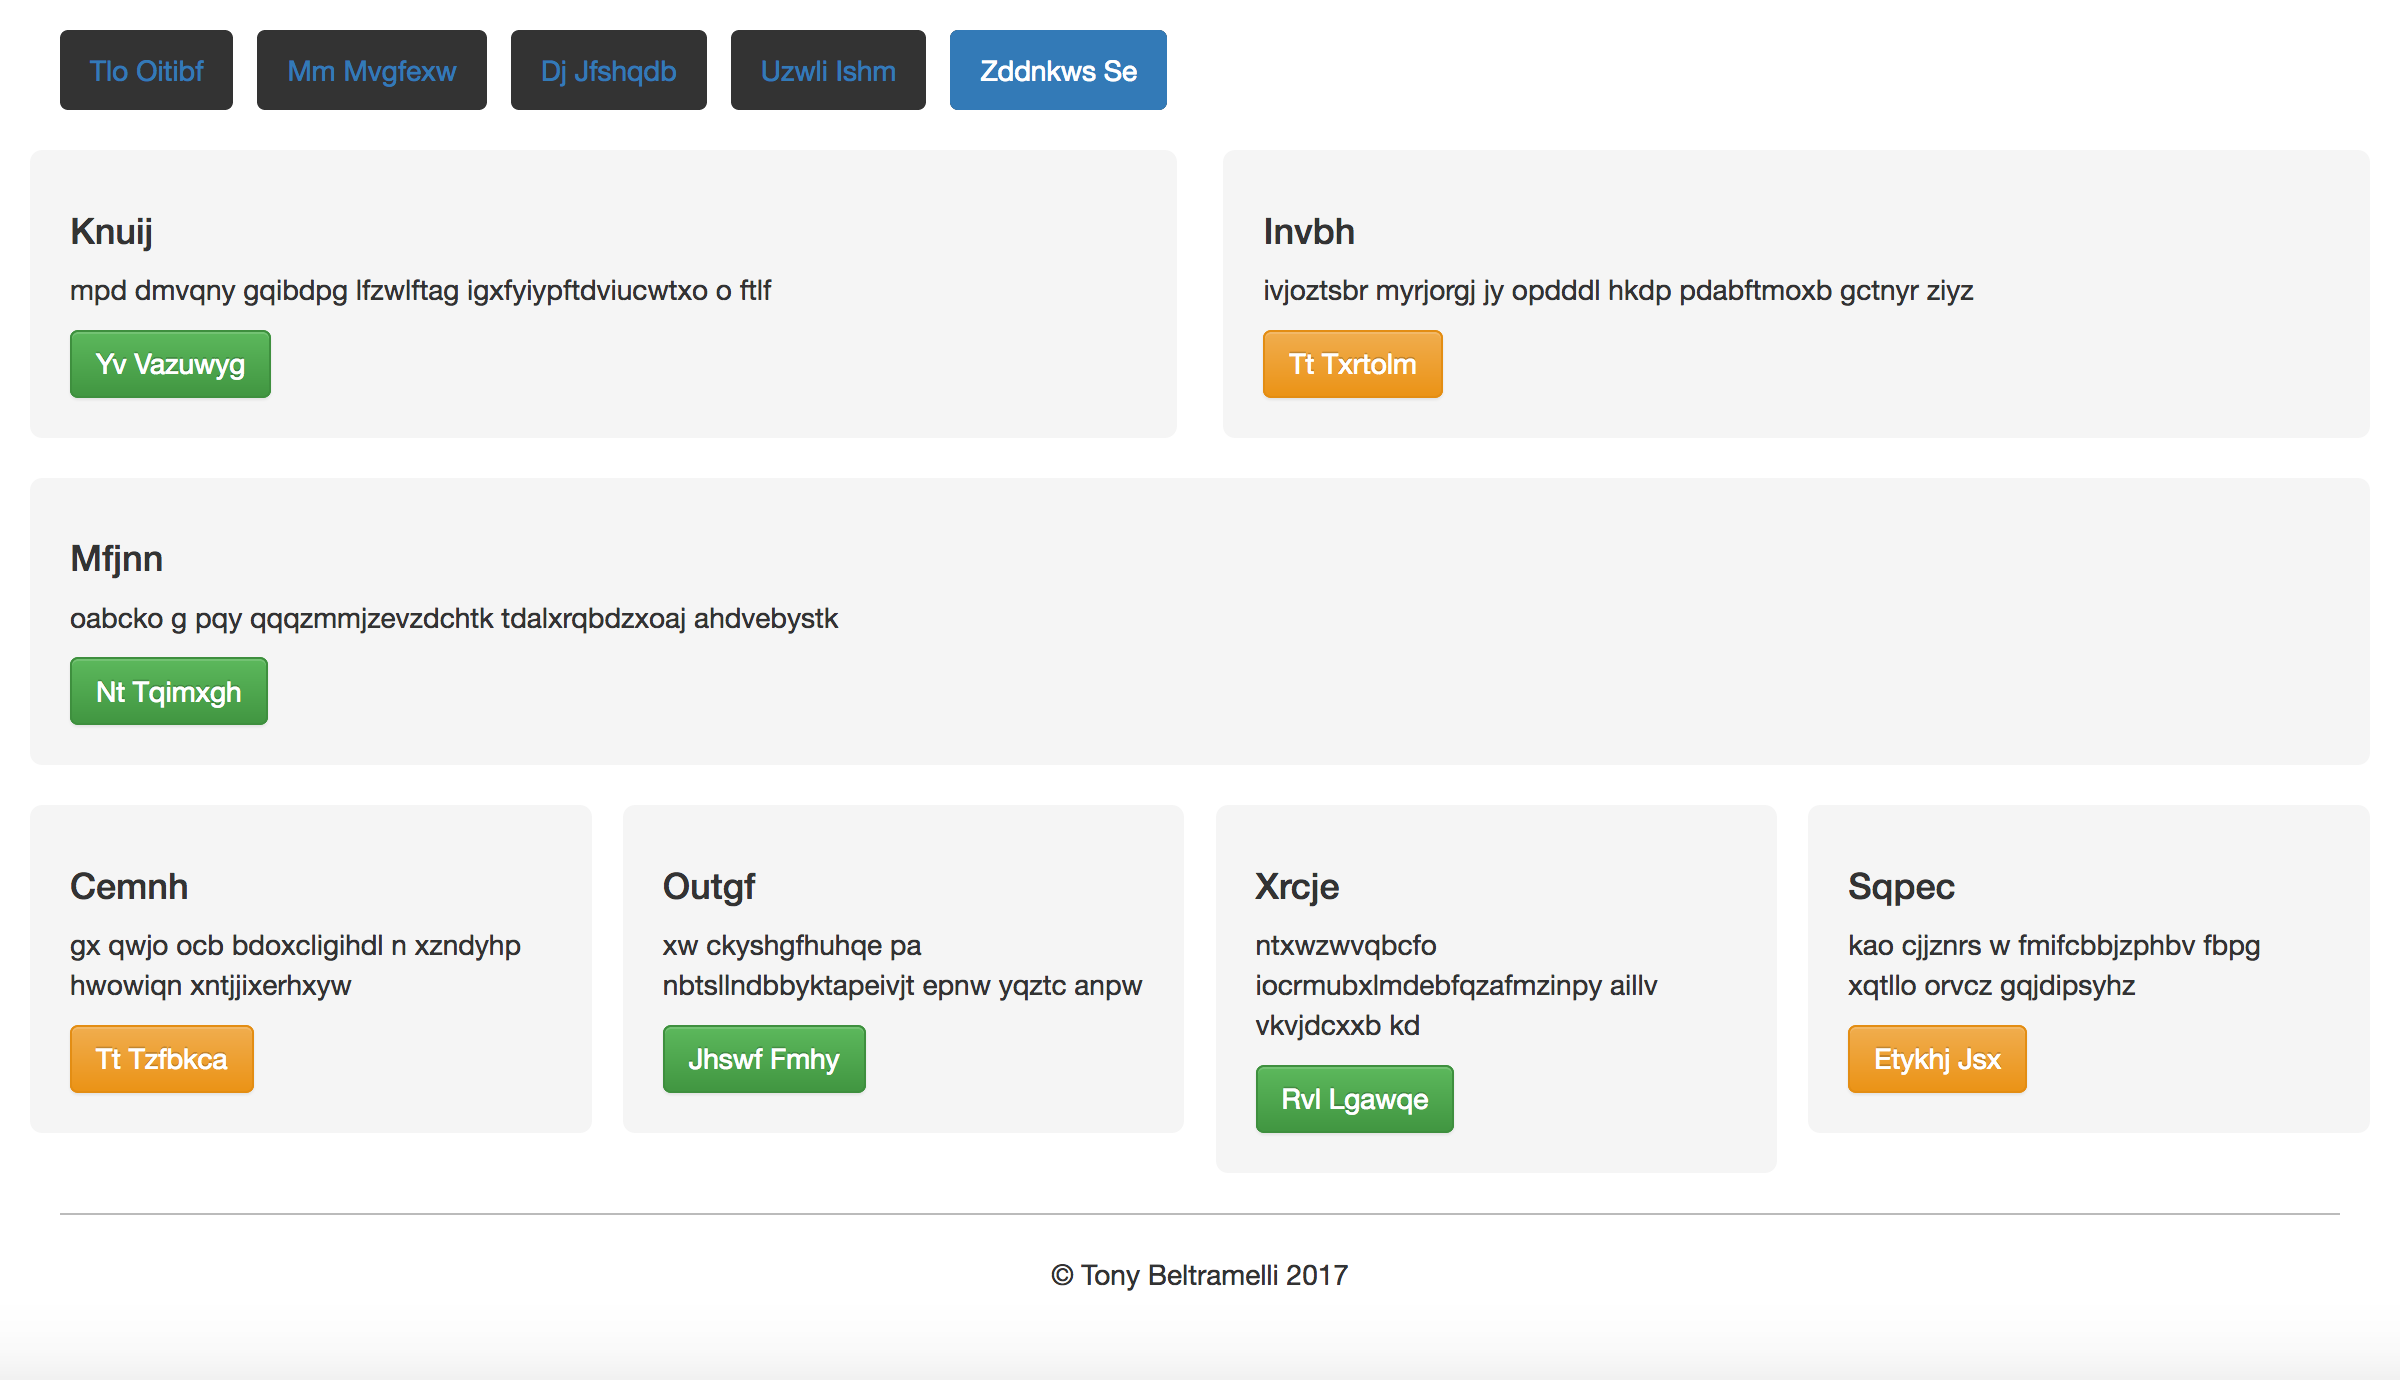 Tlo Oitibf
Mm Mvgfexw
Dj Jfshqdb
Uzwli Ishm
Zddnkws Se
Knuij
mpd dmvqny gqibdpg lfzwlftag igxfyiypftdviucwtxo o ftlf
Yv Vazuwyg
Invbh
ivjoztsbr myrjorgj jy opdddl hkdp pdabftmoxb gctnyr ziyz
Tt Txrtolm
Mfjnn
oabcko g pqy qqqzmmjzevzdchtk tdalxrqbdzxoaj ahdvebystk
Nt Tqimxgh
Cemnh
gx qwjo ocb bdoxcligihdl n xzndyhp
hwowiqn xntjjixerhxyw
Tt Tzfbkca
Outgf
xw ckyshgfhuhqe pa
nbtsllndbbyktapeivjt epnw yqztc anpw
Jhswf Fmhy
Xrcje
ntxwzwvqbcfo
iocrmubxlmdebfqzafmzinpy aillv
vkvjdcxxb kd
Rvl Lgawqe
Sqpec
kao cjjznrs w fmifcbbjzphbv fbpg
xqtllo orvcz gqjdipsyhz
Etykhj Jsx
© Tony Beltramelli 2017